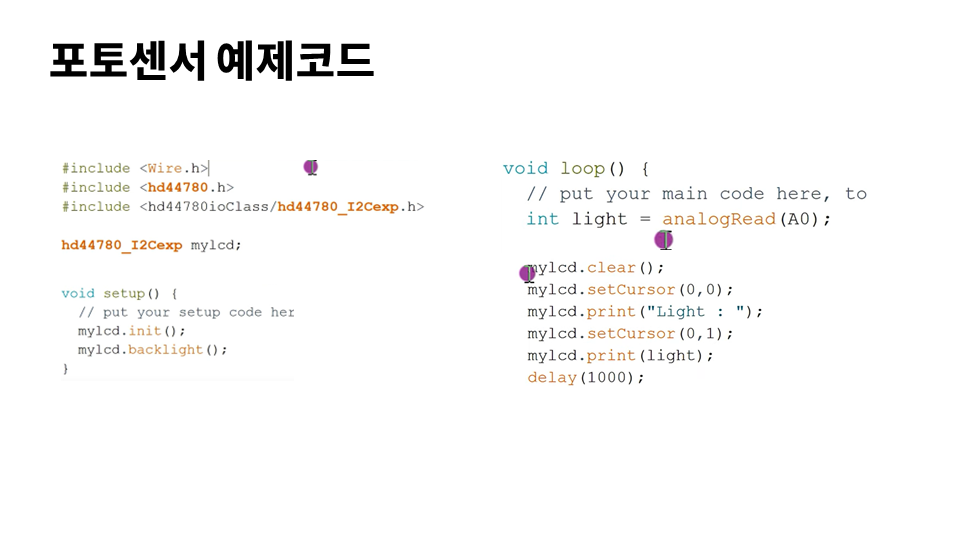 포토센서 예제코드
#include <Wire.h>
#include <hd44780.h>
#include <hd44780ioClass/hd44780_I2Cexp.h>
hd44780_I2Cexp mylcd;
void setup() {
// put your setup code her
mylcd.init();
mylcd.backlight();
}
void loop() {
// put your main code here, to
int light = analogRead(A0);
mylcd.clear();
mylcd.setCursor(0,0);
mylcd.print("Light : ");
mylcd.setCursor(0,1);
mylcd.print(light);
delay(1000);